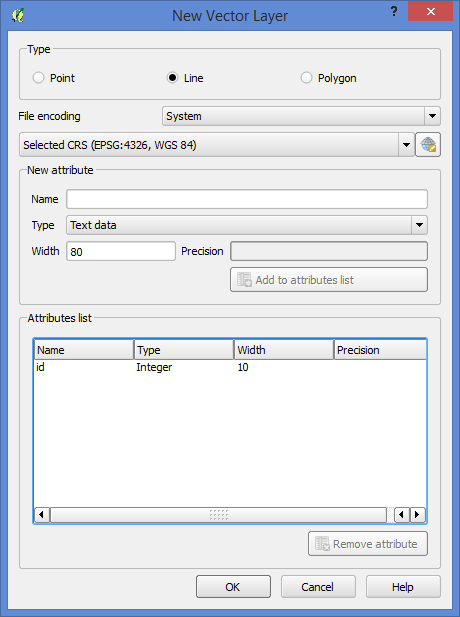 New Vector Layer
?
Type
Point Line Polygon
File encoding System
Selected CRS (EPSG:4326, WGS 84)
New attribute
Name
Type Text data
Width 80 Precision
Add to attributes list
Attributes list
Name Type Width Precision
id Integer 10
Remove attribute
OK Cancel Help